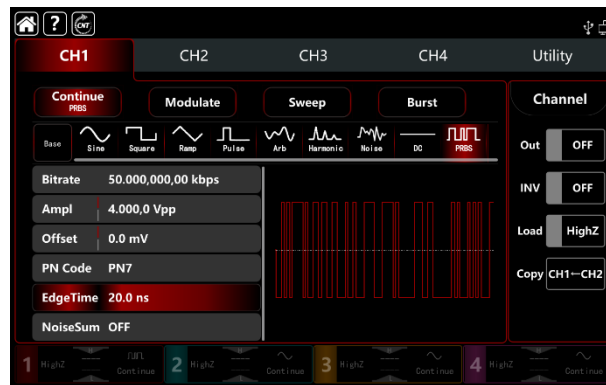 ? CNT
CH1 CH2 CH3 CH4 Utility
Continue
PRBS
Modulate Sweep Burst Channel
Base Sine Square Ramp Pulse Arb Harmonic Noise DC PRBS
Out OFF
Bitrate 50.000,000,00 kbps
INV OFF
Ampl 4.000,0 Vpp
Offset 0.0 mV
Load HighZ
PN Code PN7
Copy CH1←CH2
EdgeTime 20.0 ns
NoiseSum OFF
1 HighZ Continue 2 HighZ Continue 3 HighZ Continue 4 HighZ Continue